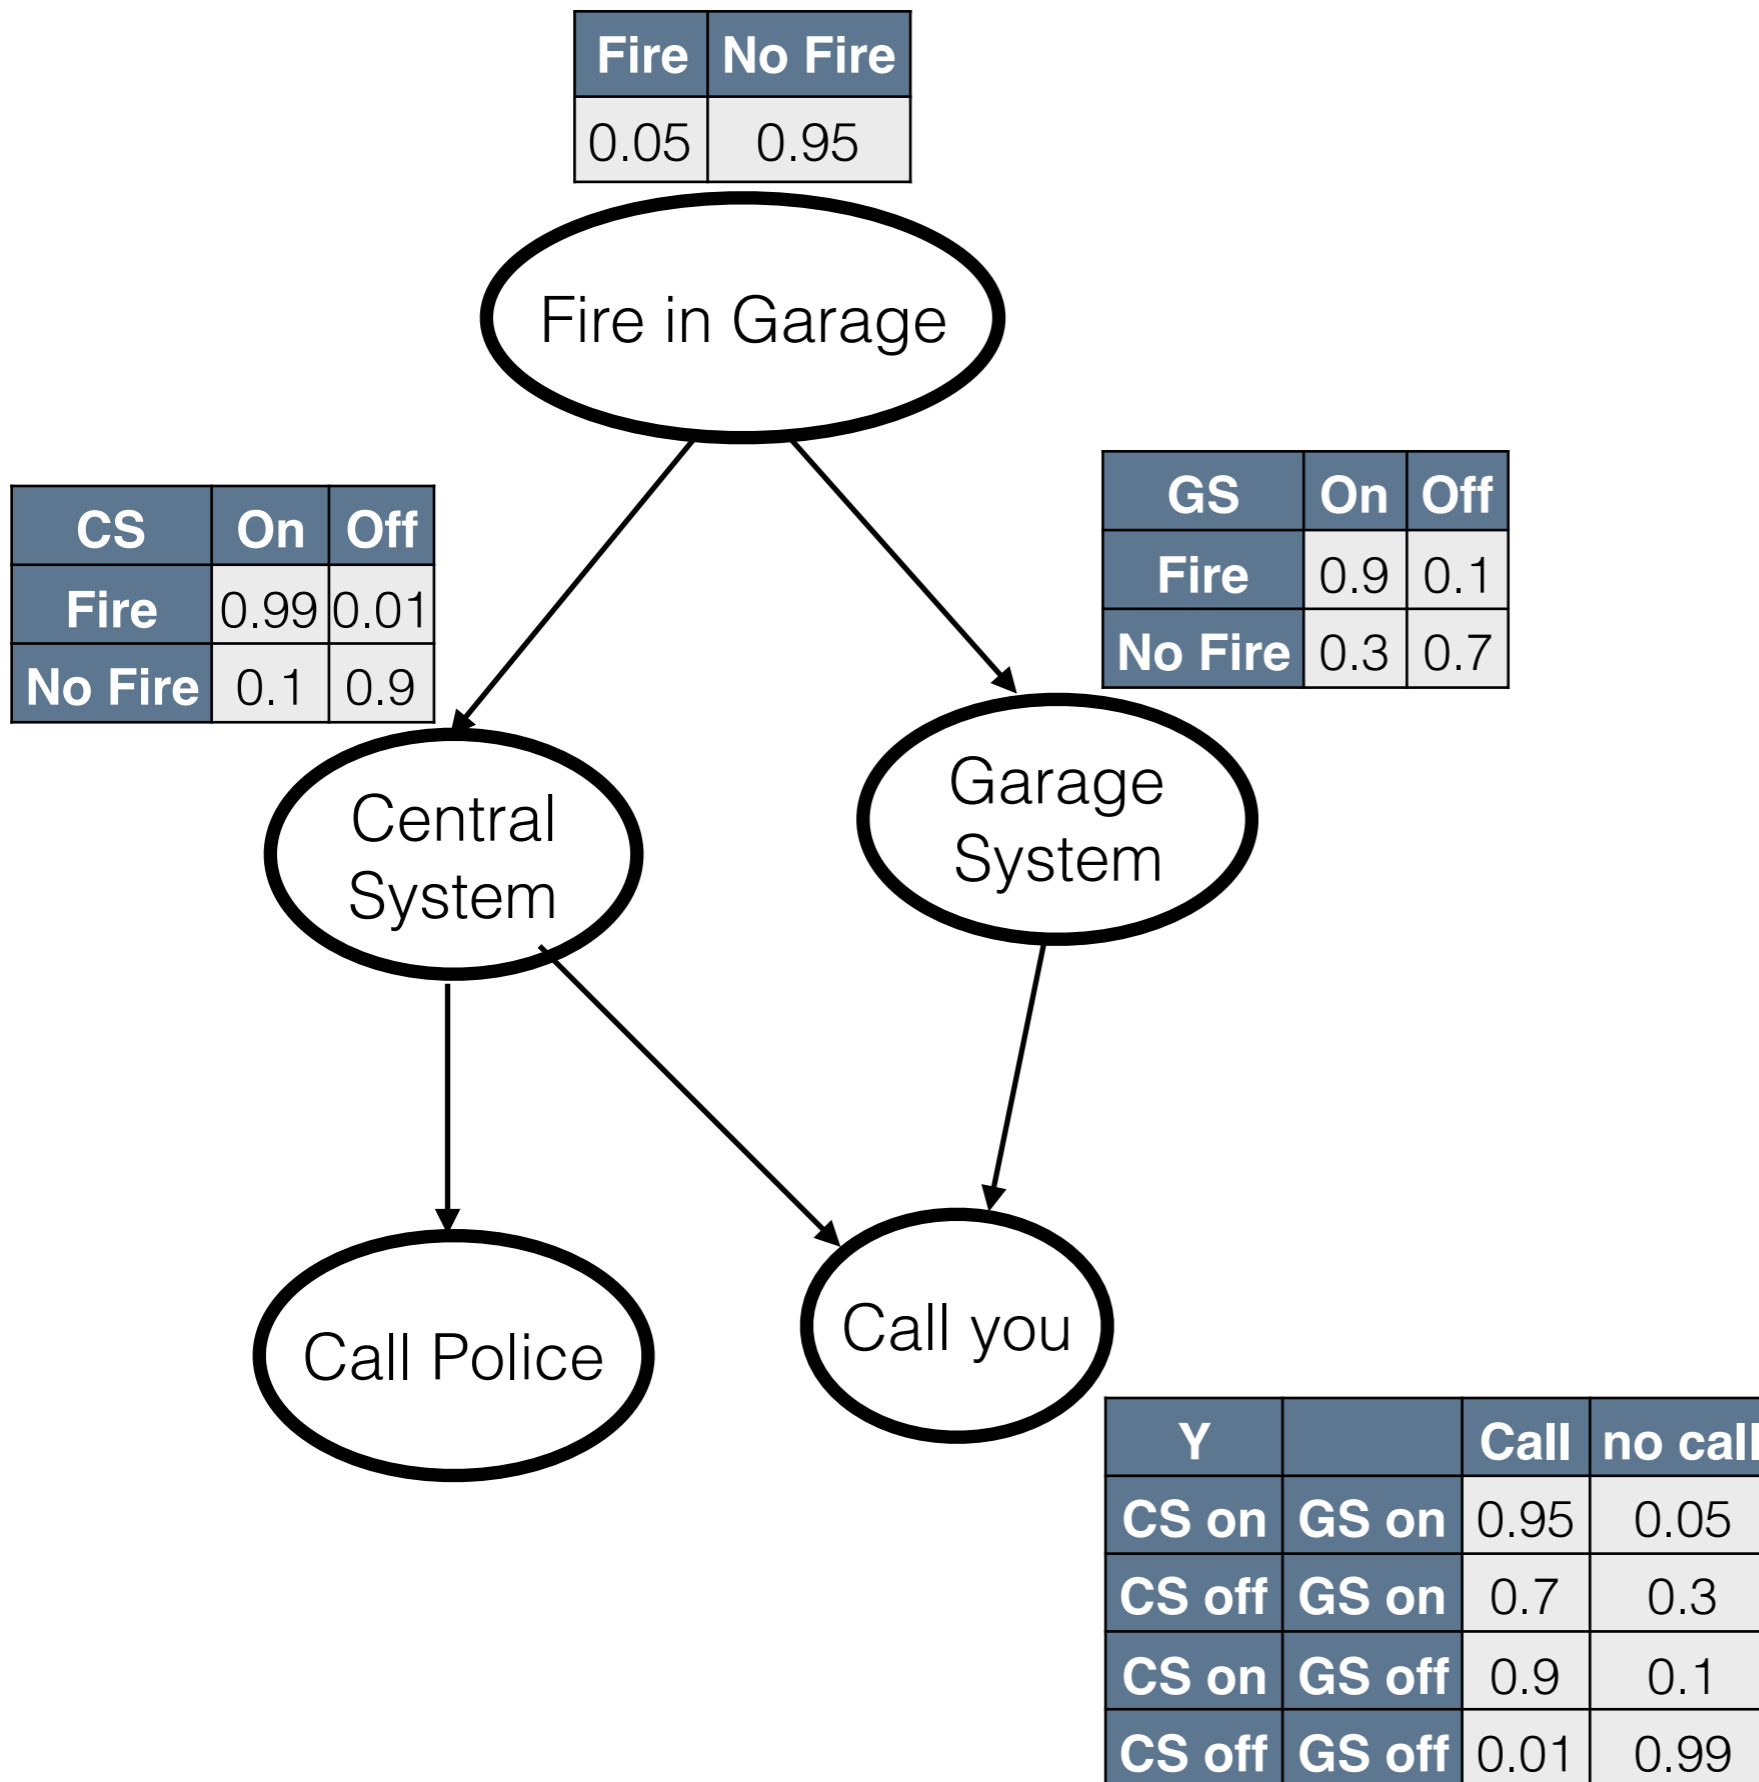 Fire No Fire
0.05 0.95
Fire in Garage
CS On Off
Fire 0.99 0.01
No Fire 0.1 0.9
GS On Off
Fire 0.9 0.1
No Fire 0.3 0.7
Central
System
Garage
System
Call Police
Call you
Y Call no call
CS on GS on 0.95 0.05
CS off GS on 0.7 0.3
CS on GS off 0.9 0.1
CS off GS off 0.01 0.99